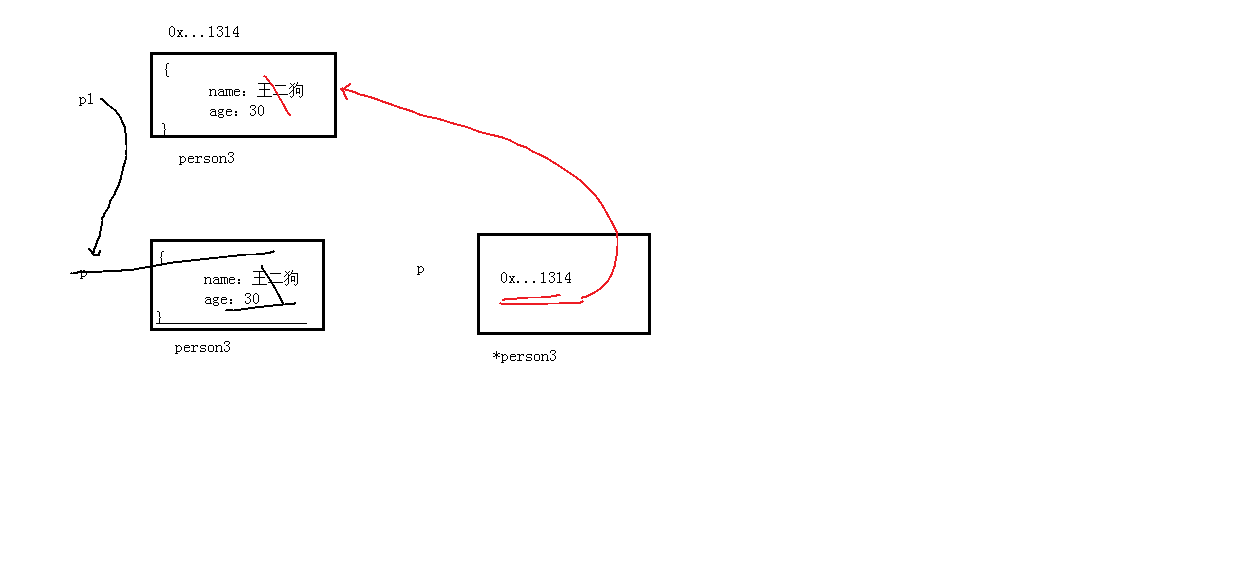 0x...1314
{
name: 王二狗
p1
age: 30
}
person3
{
p
name: 王二狗
age: 30
}
person3
p
0x...1314
*person3